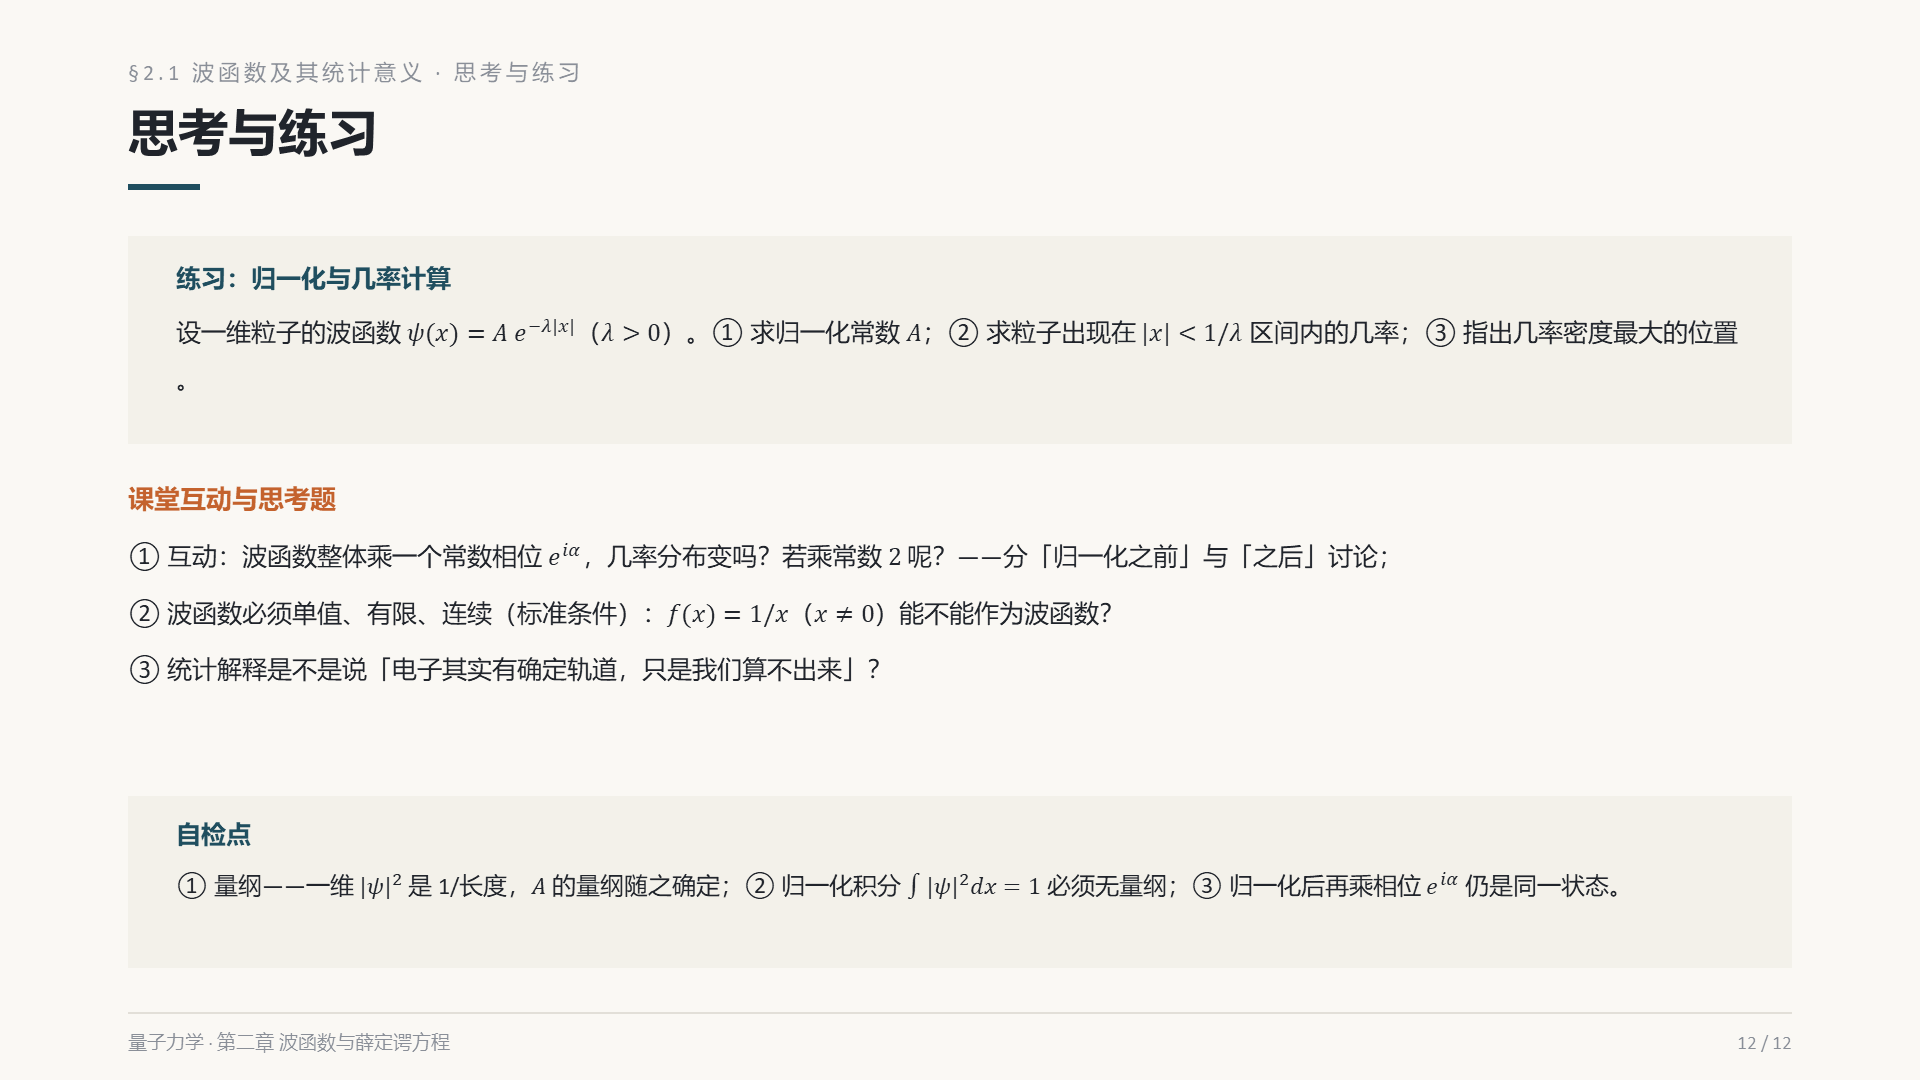 §2.1 波函数及其统计意义 · 思考与练习
思考与练习
练习：归一化与几率计算
设一维粒子的波函数 ψ(x) = A e^{−λ|x|}（λ > 0）。① 求归一化常数 A；② 求粒子出现在 |x| < 1/λ 区间内的几率；③ 指出几率密度最大的位置
。
课堂互动与思考题
① 互动：波函数整体乘一个常数相位 e^{iα}，几率分布变吗？若乘常数 2 呢？——分「归一化之前」与「之后」讨论；
② 波函数必须单值、有限、连续（标准条件）：f(x) = 1/x（x ≠ 0）能不能作为波函数？
③ 统计解释是不是说「电子其实有确定轨道，只是我们算不出来」？
自检点
① 量纲——一维 |ψ|² 是 1/长度，A 的量纲随之确定；② 归一化积分 ∫ |ψ|²dx = 1 必须无量纲；③ 归一化后再乘相位 e^{iα} 仍是同一状态。
量子力学 · 第二章 波函数与薛定谔方程
12 / 12